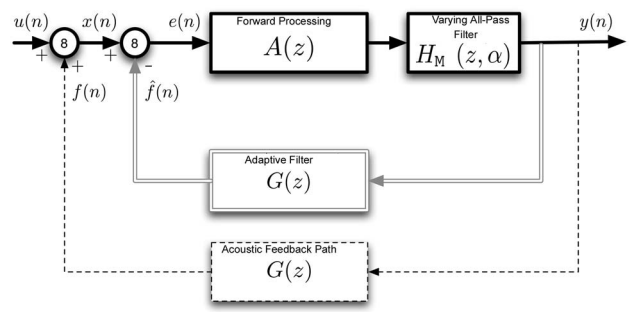 u(n) x(n) e(n) Forward Processing Varying All-Pass y(n)
Filter
8 8 A(z) H_M (z, α)
+ + + -
f(n) f̂(n)
Adaptive Filter
G(z)
Acoustic Feedback Path
G(z)